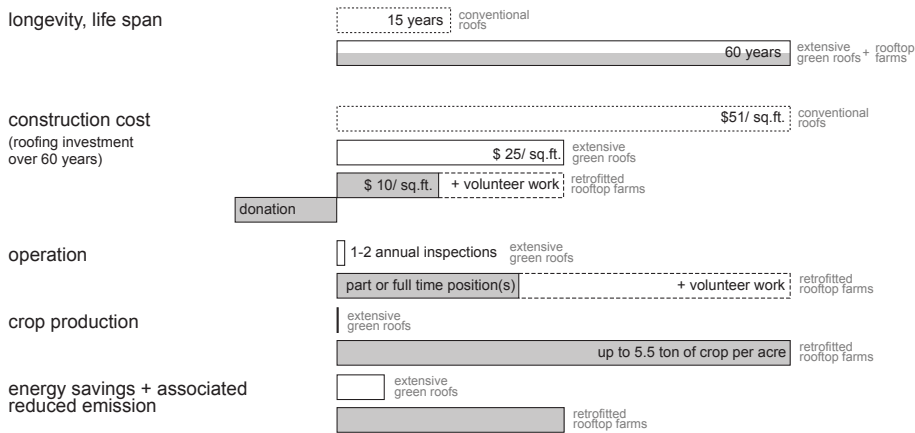 longevity, life span
15 years
conventional
roofs
60 years
extensive
green roofs + rooftop
farms
construction cost
(roofing investment
over 60 years)
$51/ sq.ft.
conventional
roofs
$ 25/ sq.ft.
extensive
green roofs
$ 10/ sq.ft.
+ volunteer work
retrofitted
rooftop farms
donation
operation
1-2 annual inspections
extensive
green roofs
part or full time position(s)
+ volunteer work
retrofitted
rooftop farms
crop production
extensive
green roofs
up to 5.5 ton of crop per acre
retrofitted
rooftop farms
energy savings + associated
reduced emission
extensive
green roofs
retrofitted
rooftop farms